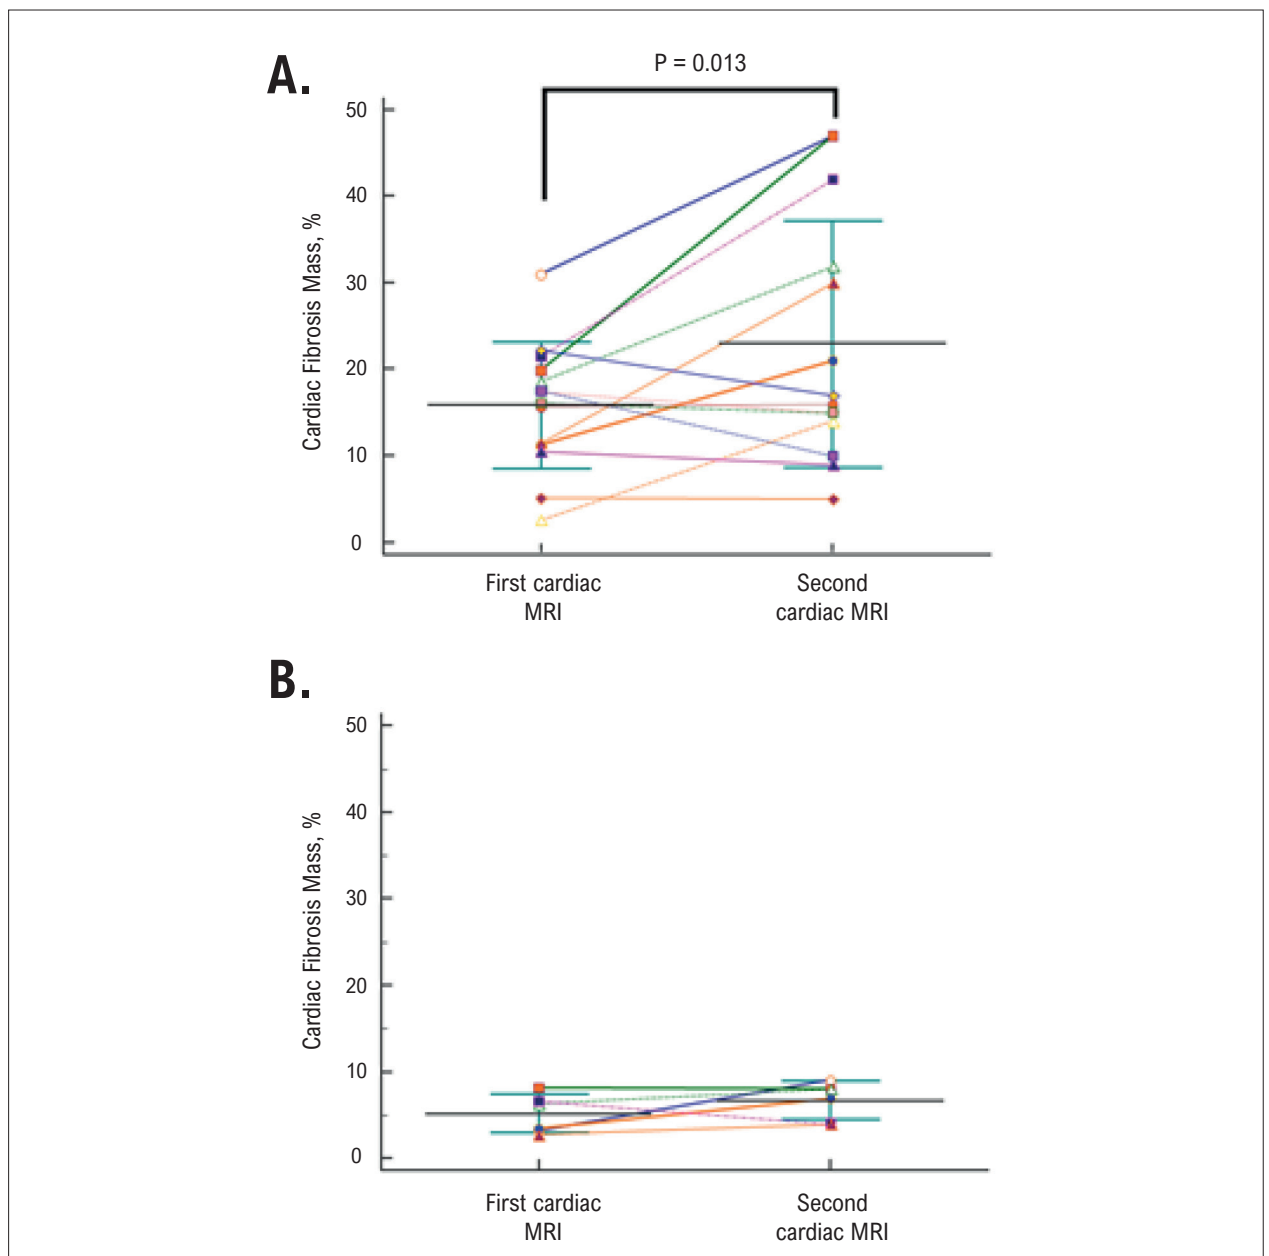 A.
P = 0.013
50
40
30
20
10
0
Cardiac Fibrosis Mass, %
First cardiac
MRI
Second
cardiac MRI
B.
50
40
30
20
10
0
Cardiac Fibrosis Mass, %
First cardiac
MRI
Second
cardiac MRI